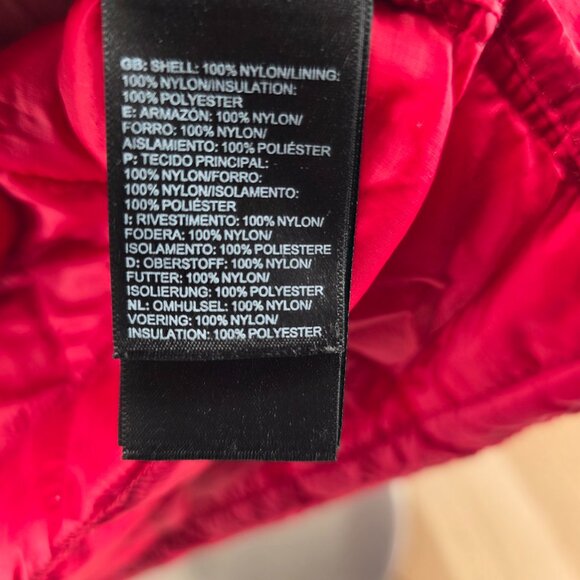 GB: SHELL: 100% NYLON/LINING:
100% NYLON/INSULATION:
100% POLYESTER
E: ARMAZÓN: 100% NYLON/
FORRO: 100% NYLON/
AISLAMIENTO: 100% POLIÉSTER
P: TECIDO PRINCIPAL:
100% NYLON/FORRO:
100% NYLON/ISOLAMENTO:
100% POLIÉSTER
I: RIVESTIMENTO: 100% NYLON/
FODERA: 100% NYLON/
ISOLAMENTO: 100% POLIESTERE
D: OBERSTOFF: 100% NYLON/
FUTTER: 100% NYLON/
ISOLIERUNG: 100% POLYESTER
NL: OMHULSEL: 100% NYLON/
VOERING: 100% NYLON/
INSULATION: 100% POLYESTER